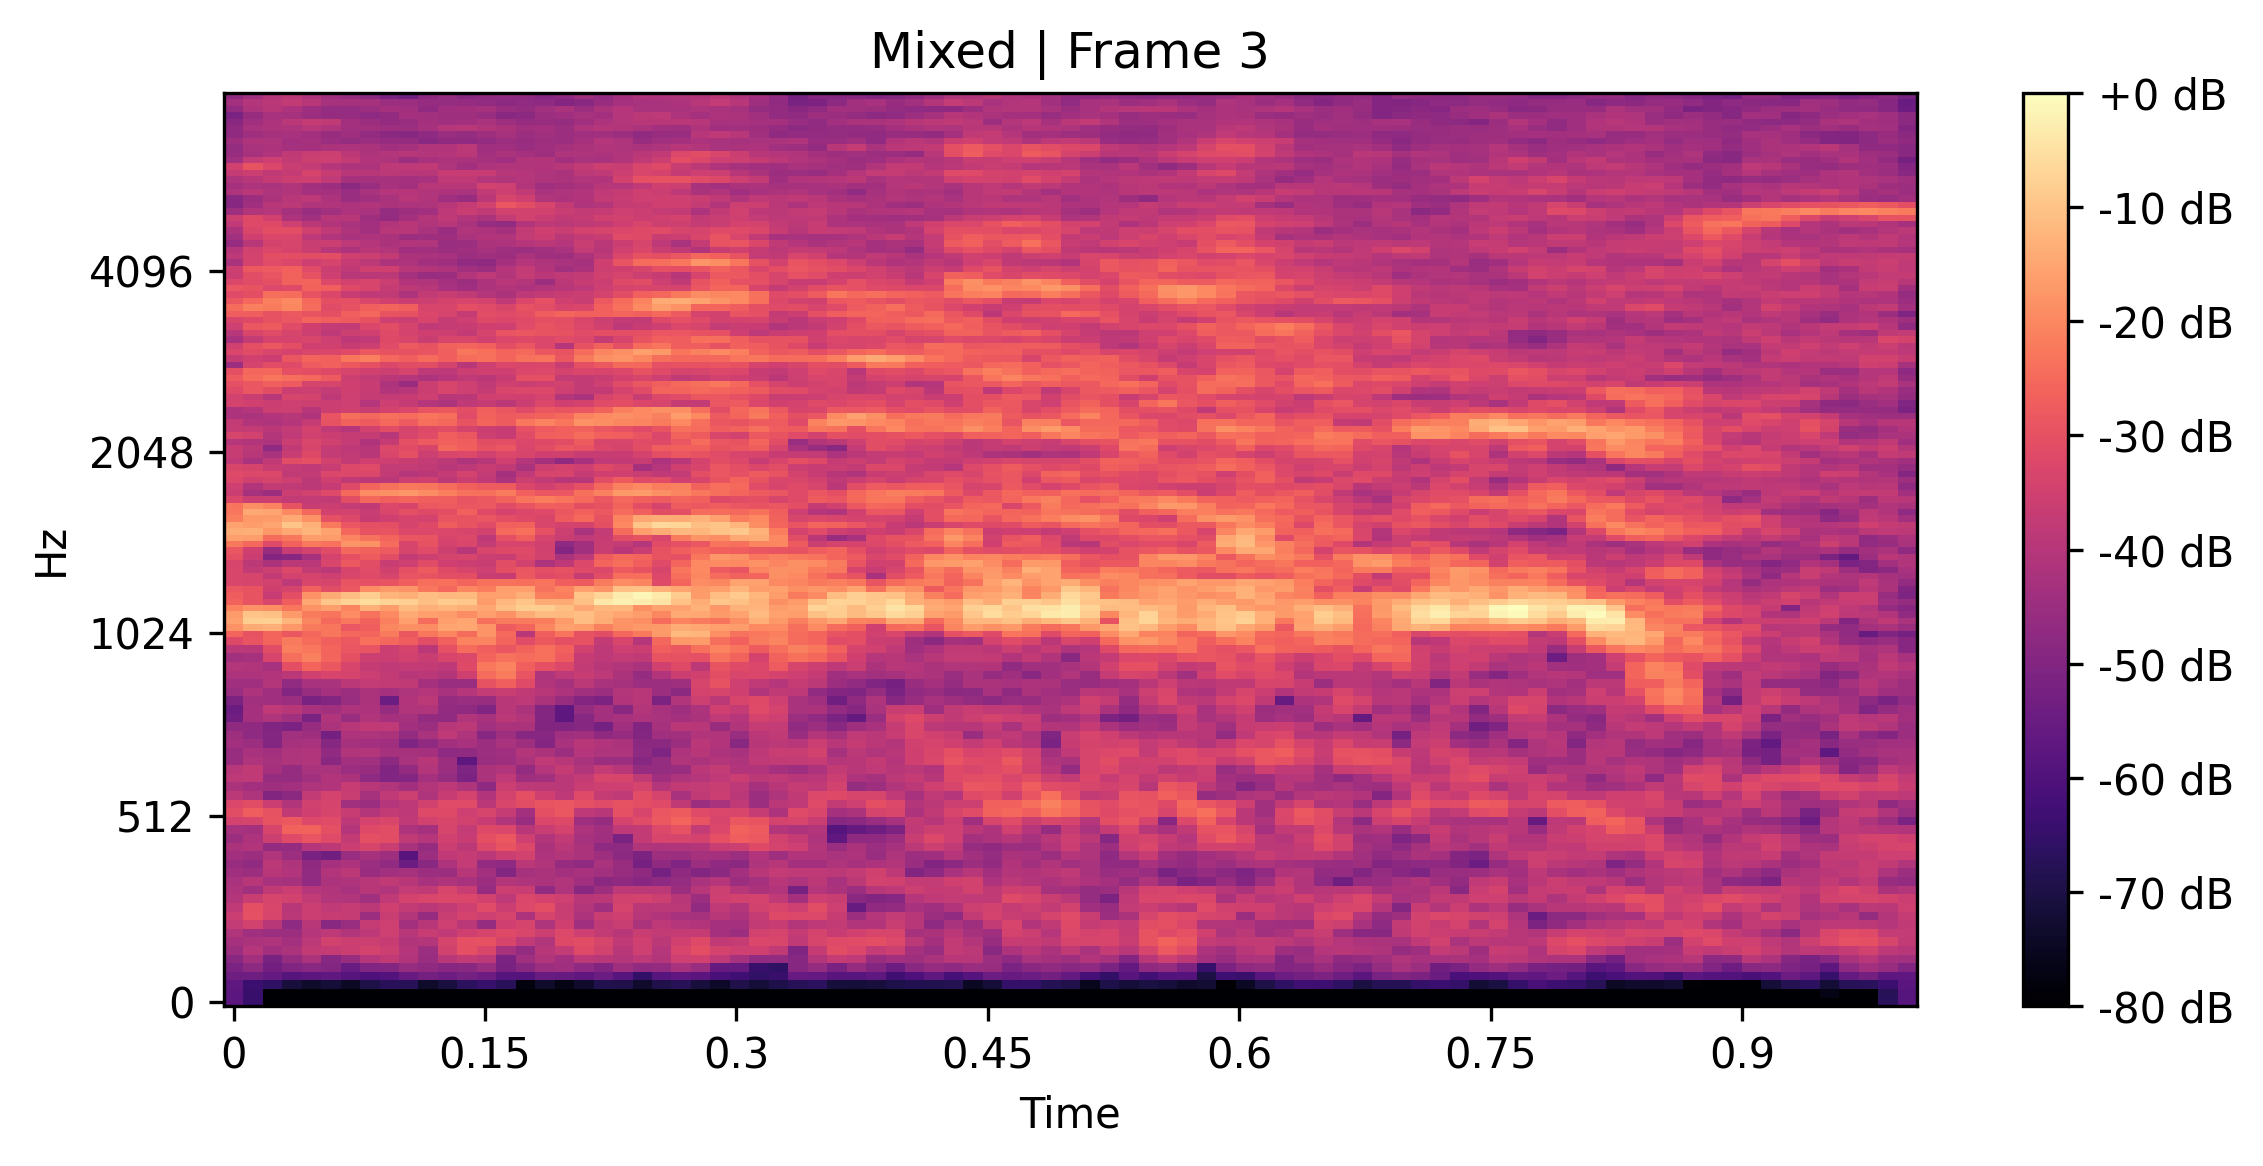 Mixed | Frame 3
Hz
4096
2048
1024
512
0
0 0.15 0.3 0.45 0.6 0.75 0.9
Time
+0 dB
-10 dB
-20 dB
-30 dB
-40 dB
-50 dB
-60 dB
-70 dB
-80 dB